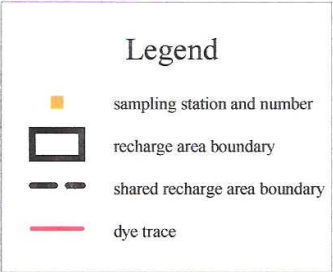 Legend
sampling station and number
recharge area boundary
shared recharge area boundary
dye trace